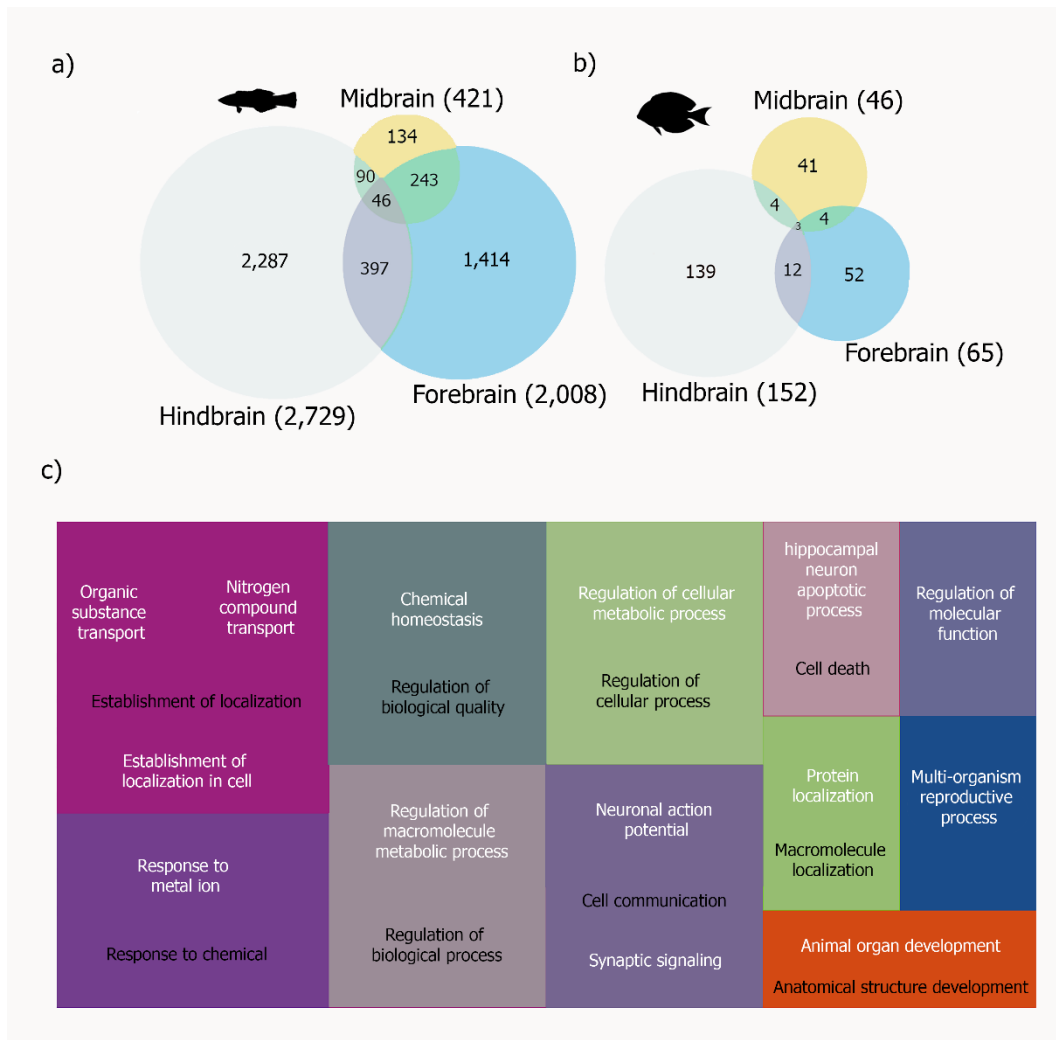 a)
Midbrain (421)
134
90
243
46
2,287
397
1,414
Forebrain (2,008)
Hindbrain (2,729)
b)
Midbrain (46)
41
4
3
4
139
12
52
Forebrain (65)
Hindbrain (152)
c)
Organic
substance
transport
Nitrogen
compound
transport
Establishment of localization
Establishment of
localization in cell
Response to
metal ion
Response to chemical
Chemical
homeostasis
Regulation of
biological quality
Regulation of
macromolecule
metabolic process
Regulation of
biological process
Regulation of cellular
metabolic process
Regulation of
cellular process
Neuronal action
potential
Cell communication
Synaptic signaling
hippocampal
neuron
apoptotic
process
Cell death
Regulation of
molecular
function
Protein
localization
Macromolecule
localization
Multi-organism
reproductive
process
Animal organ development
Anatomical structure development